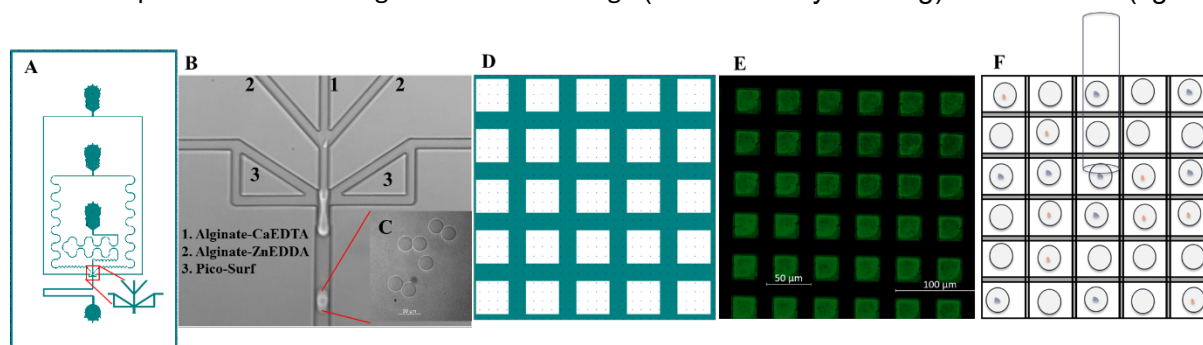 A
B
D
E
F
2 1 2
3 3
1. Alginate-CaEDTA
2. Alginate-ZnEDDA
3. Pico-Surf
C
50 µm
100 µm